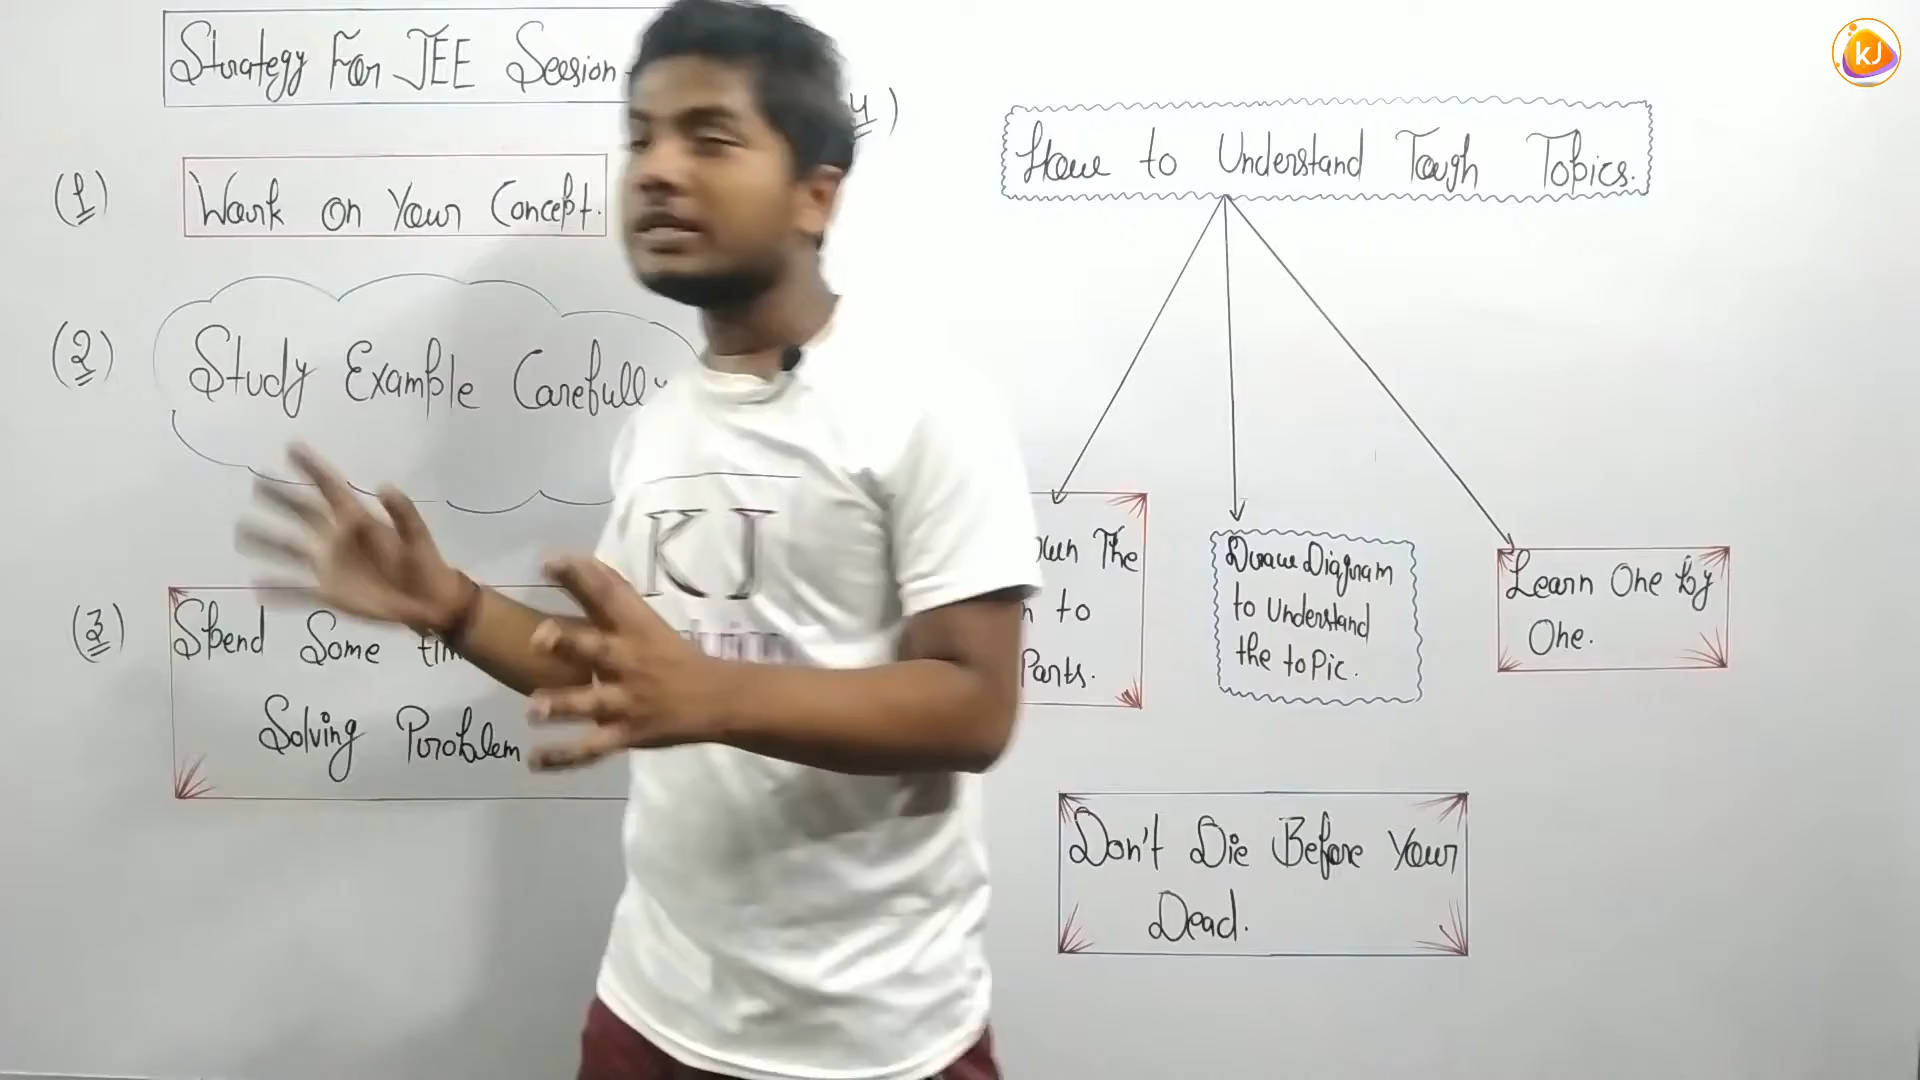 Strategy For JEE Session
(1) Work on Your Concept.
(2) Study Example Carefully
(3) Spend Some
Solving Problem
4)
How to Understand Tough Topics.
The
to
Parts.
Draw Diagram
to Understand
the topic.
Learn One by
One.
Don't Die Before Your
Dead.
KJ
KJ